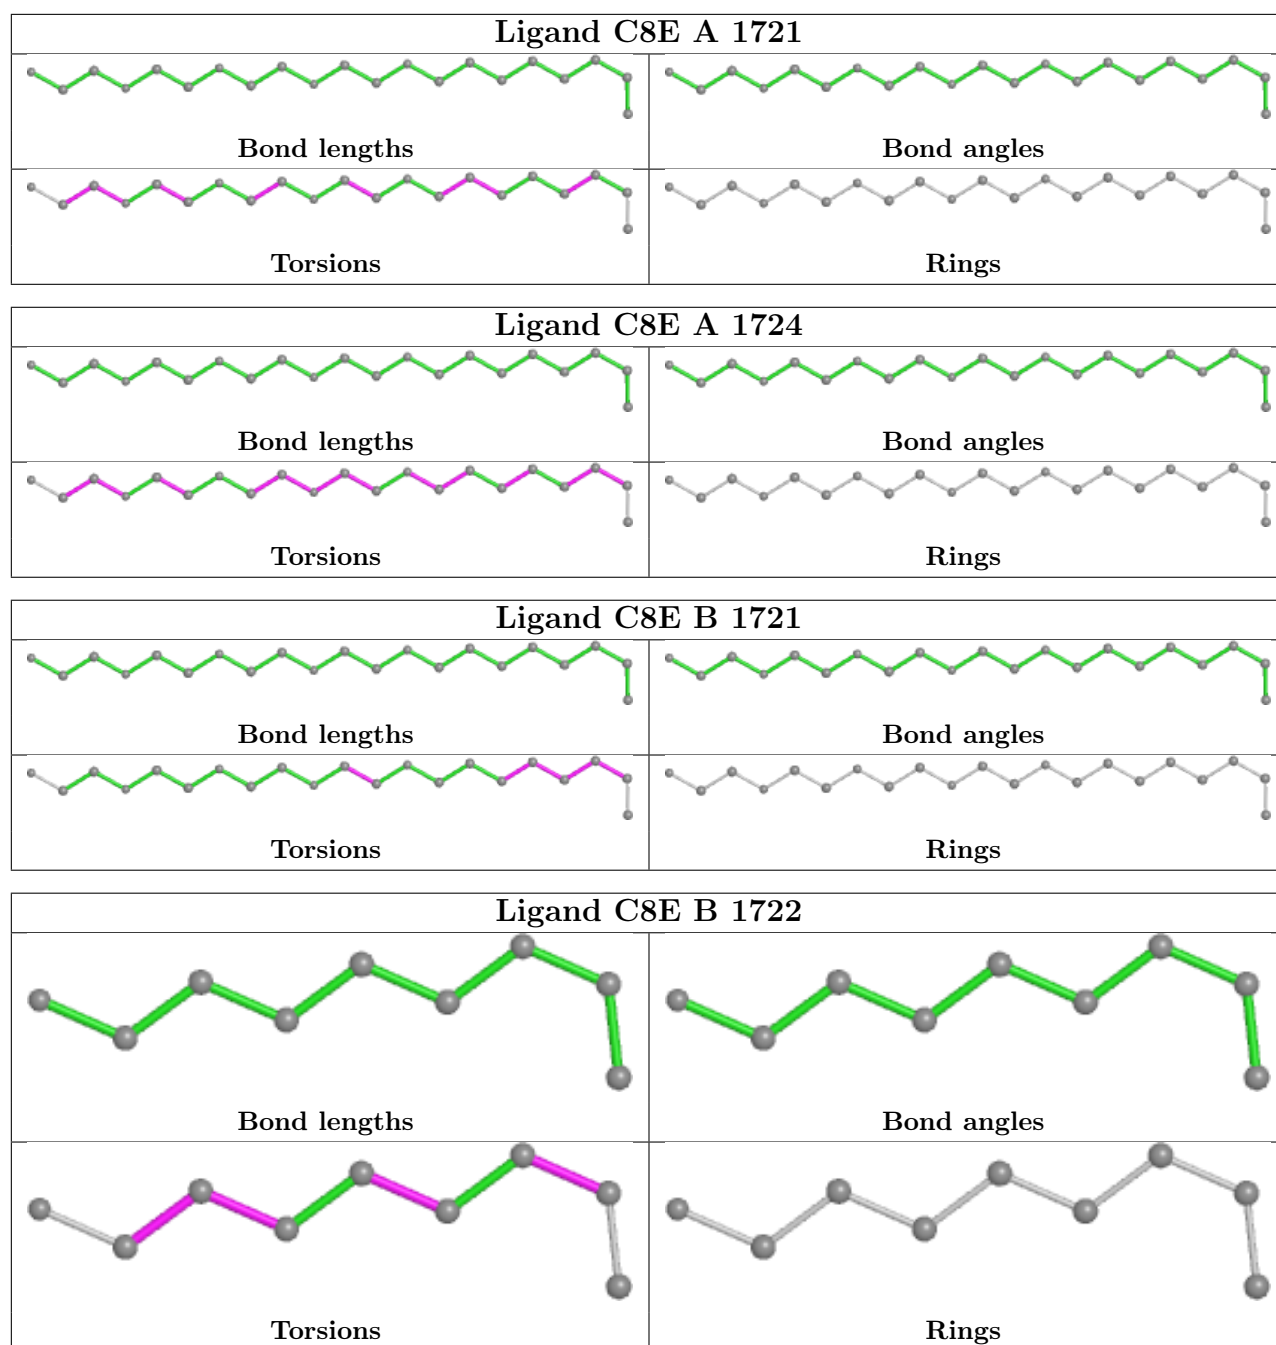 Ligand C8E A 1721
Bond lengths
Bond angles
Torsions
Rings
Ligand C8E A 1724
Bond lengths
Bond angles
Torsions
Rings
Ligand C8E B 1721
Bond lengths
Bond angles
Torsions
Rings
Ligand C8E B 1722
Bond lengths
Bond angles
Torsions
Rings